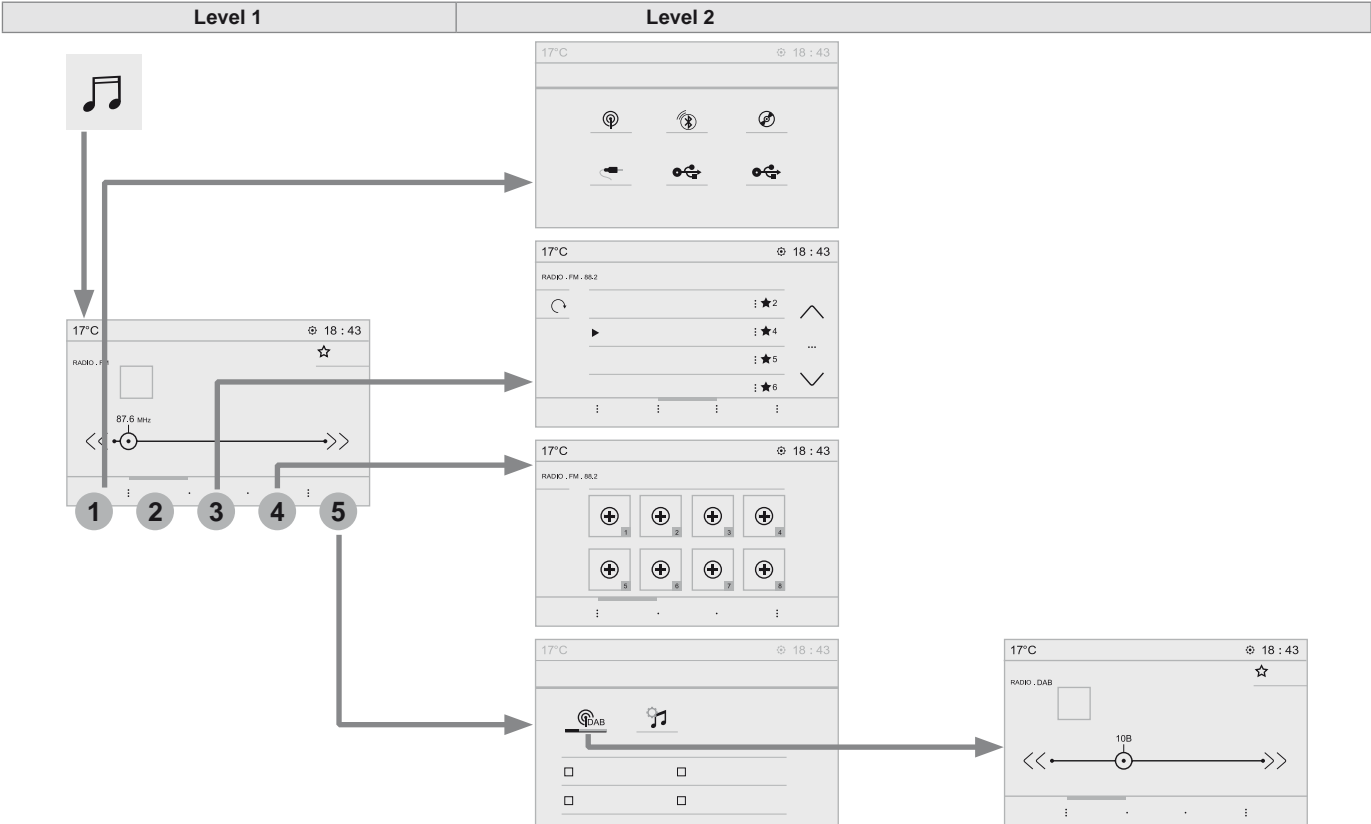 Level 1 Level 2
17°C 18 : 43
17°C 18 : 43
RADIO . FM . 88.2
2
4
...
5
6
17°C 18 : 43
RADIO . FM
87.6 MHz
1 2 3 4 5
17°C 18 : 43
RADIO . FM . 88.2
1 2 3 4
5 6 7 8
17°C 18 : 43
DAB
17°C 18 : 43
RADIO . DAB
10B